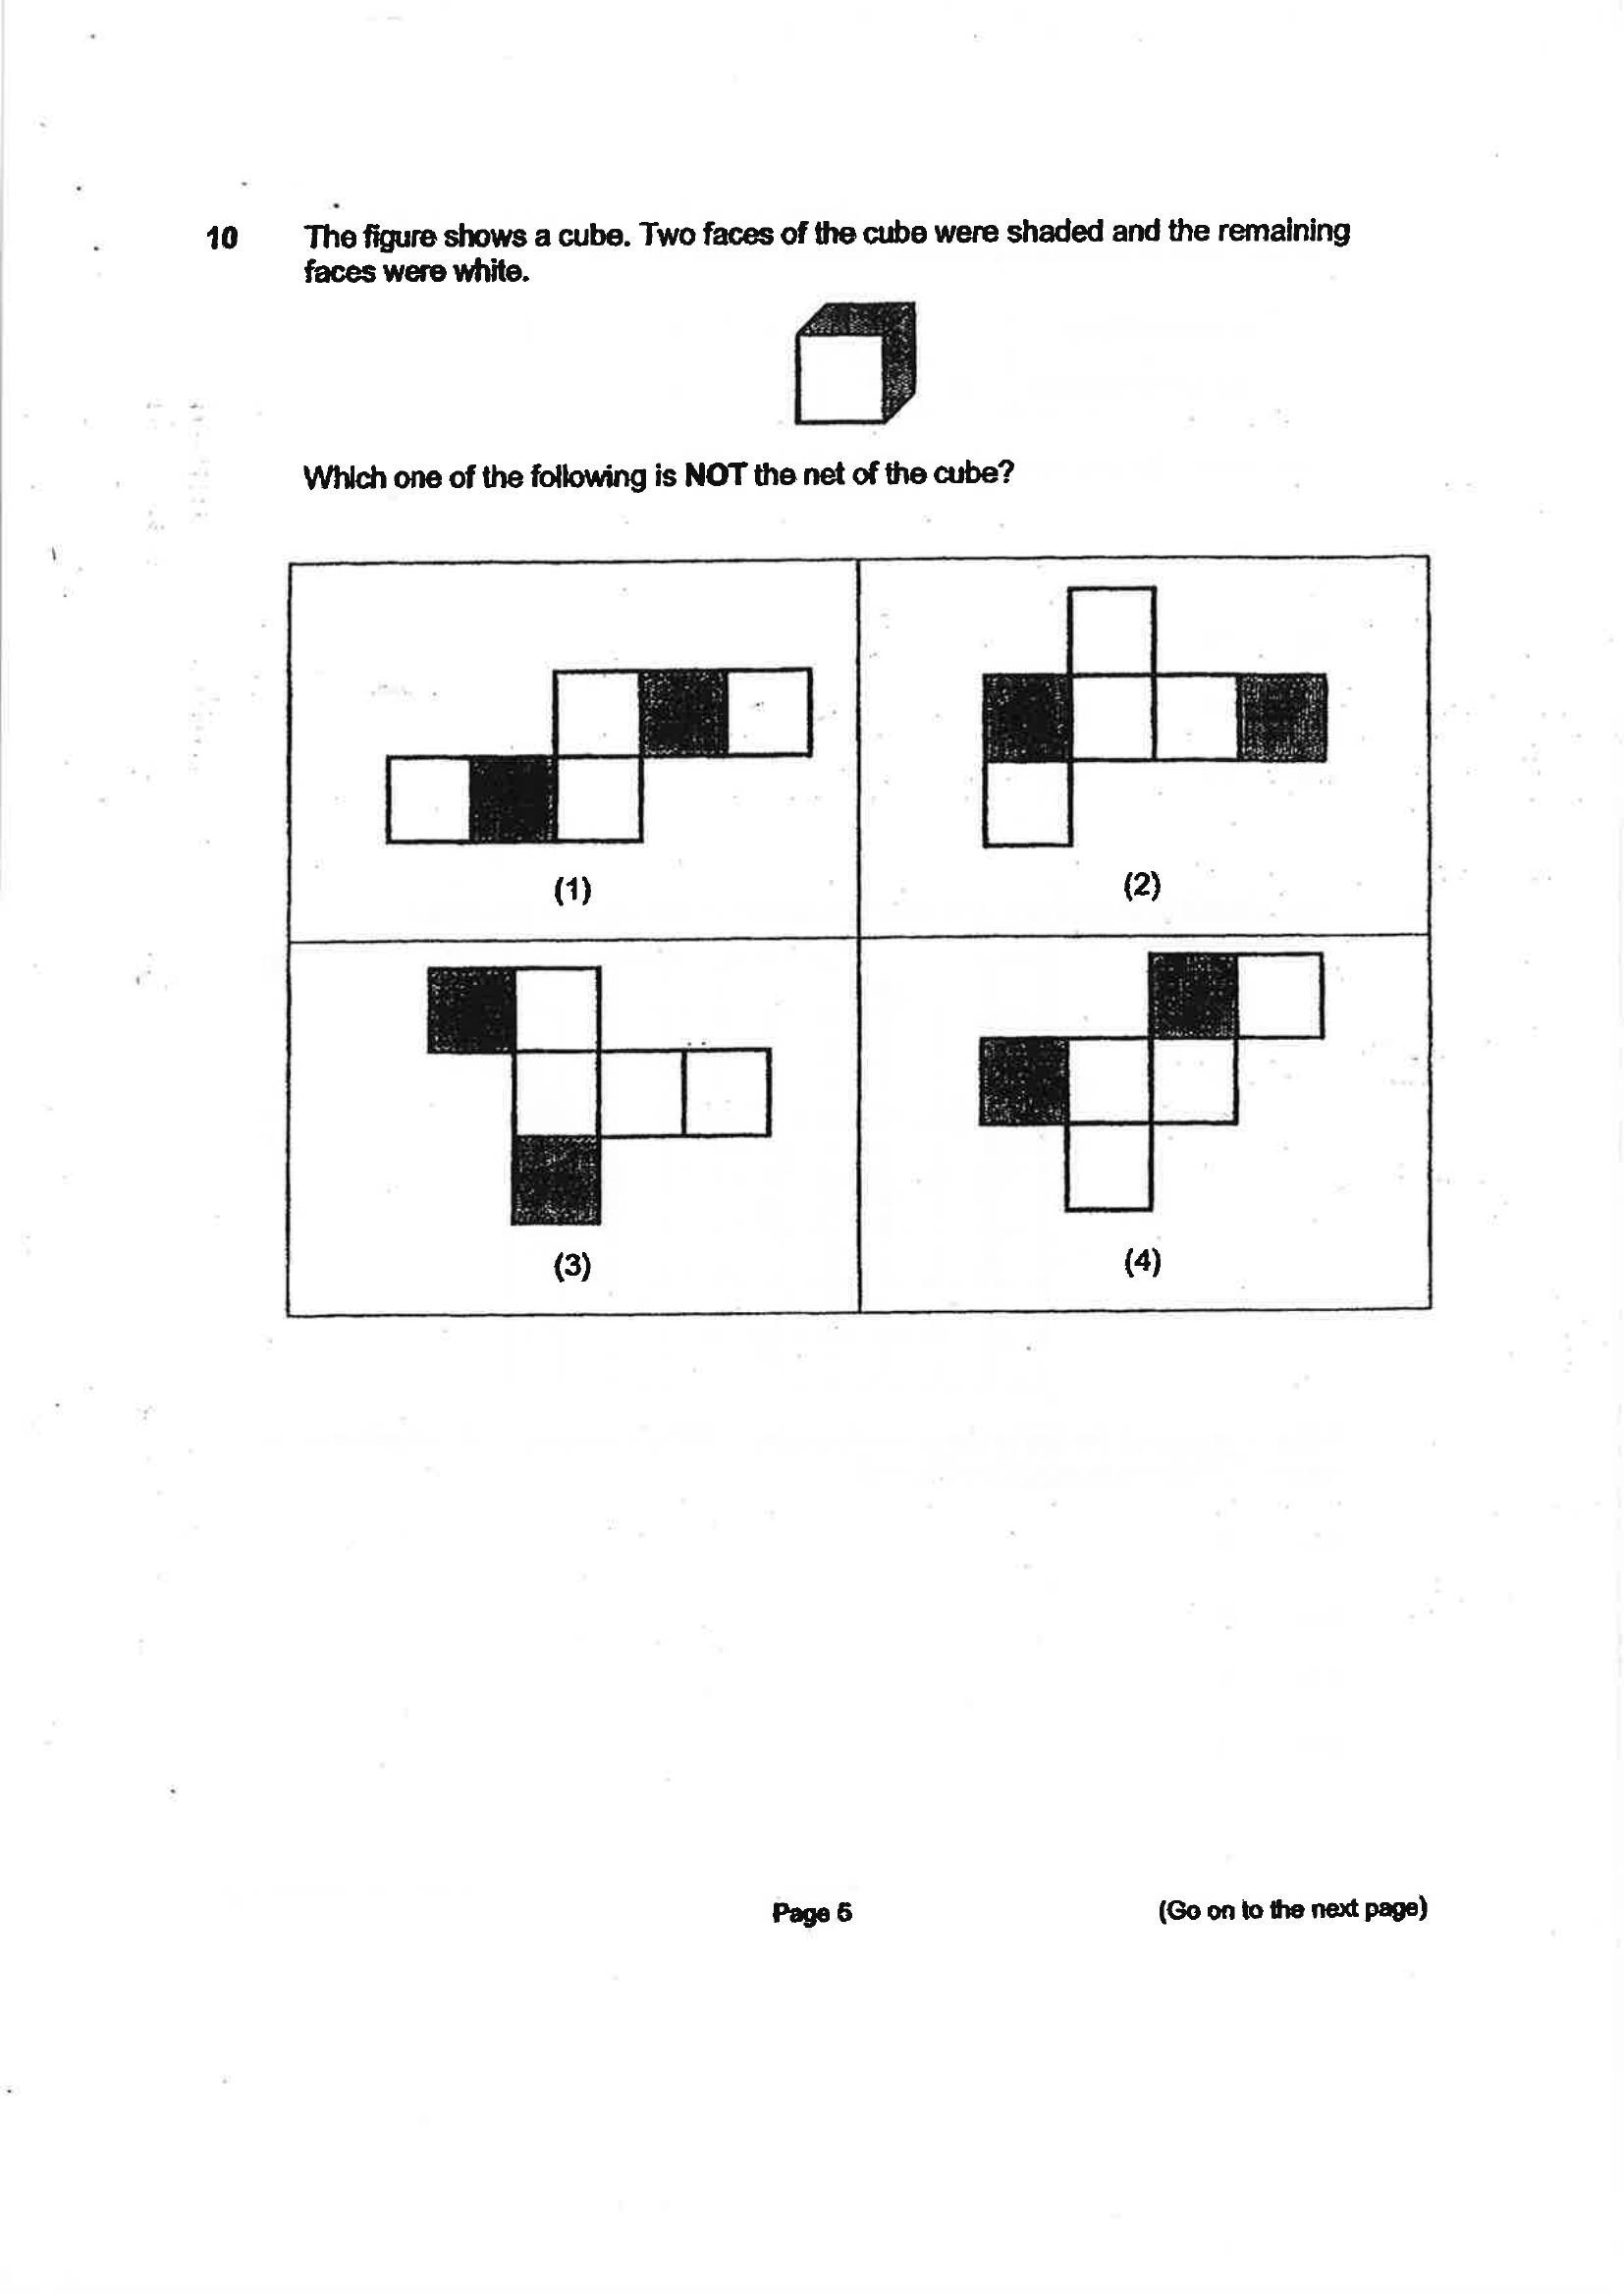 10 The figure shows a cube. Two faces of the cube were shaded and the remaining
faces were white.
Which one of the following is NOT the net of the cube?
(1)
(2)
(3)
(4)
Page 5
(Go on to the next page)